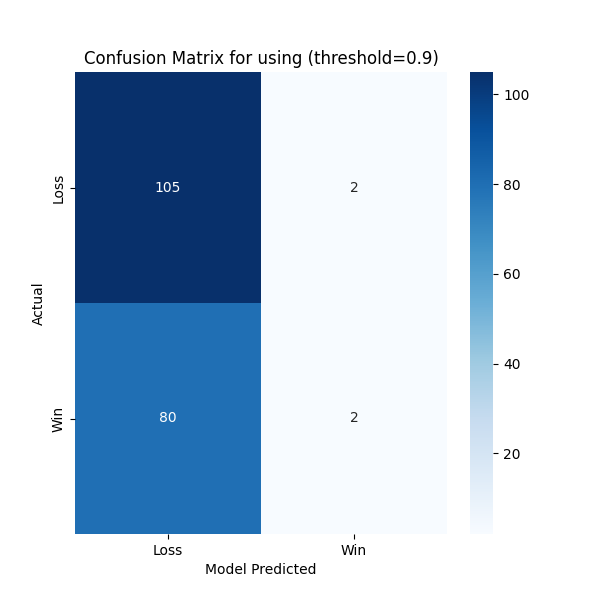 Confusion Matrix for using (threshold=0.9)
Actual
Loss
Win
105
2
80
2
Loss
Win
Model Predicted
100
80
60
40
20